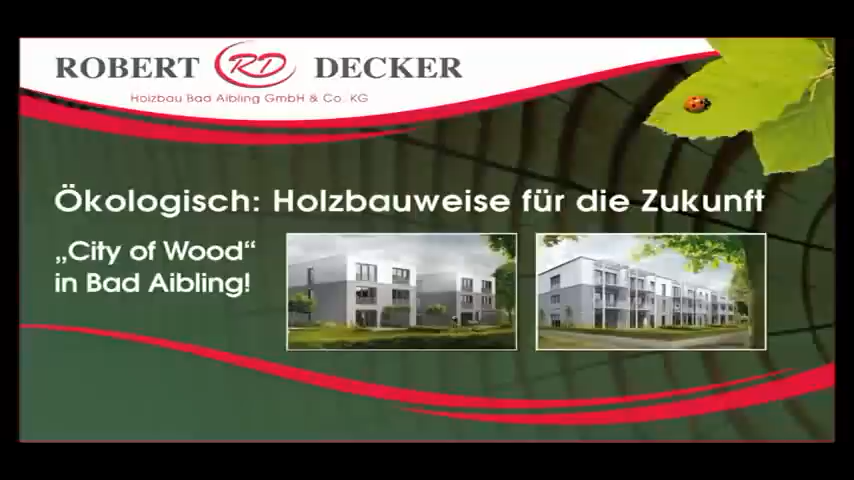 ROBERT RD DECKER
Holzbau Bad Aibling GmbH & Co. KG
Ökologisch: Holzbauweise für die Zukunft
„City of Wood“
in Bad Aibling!